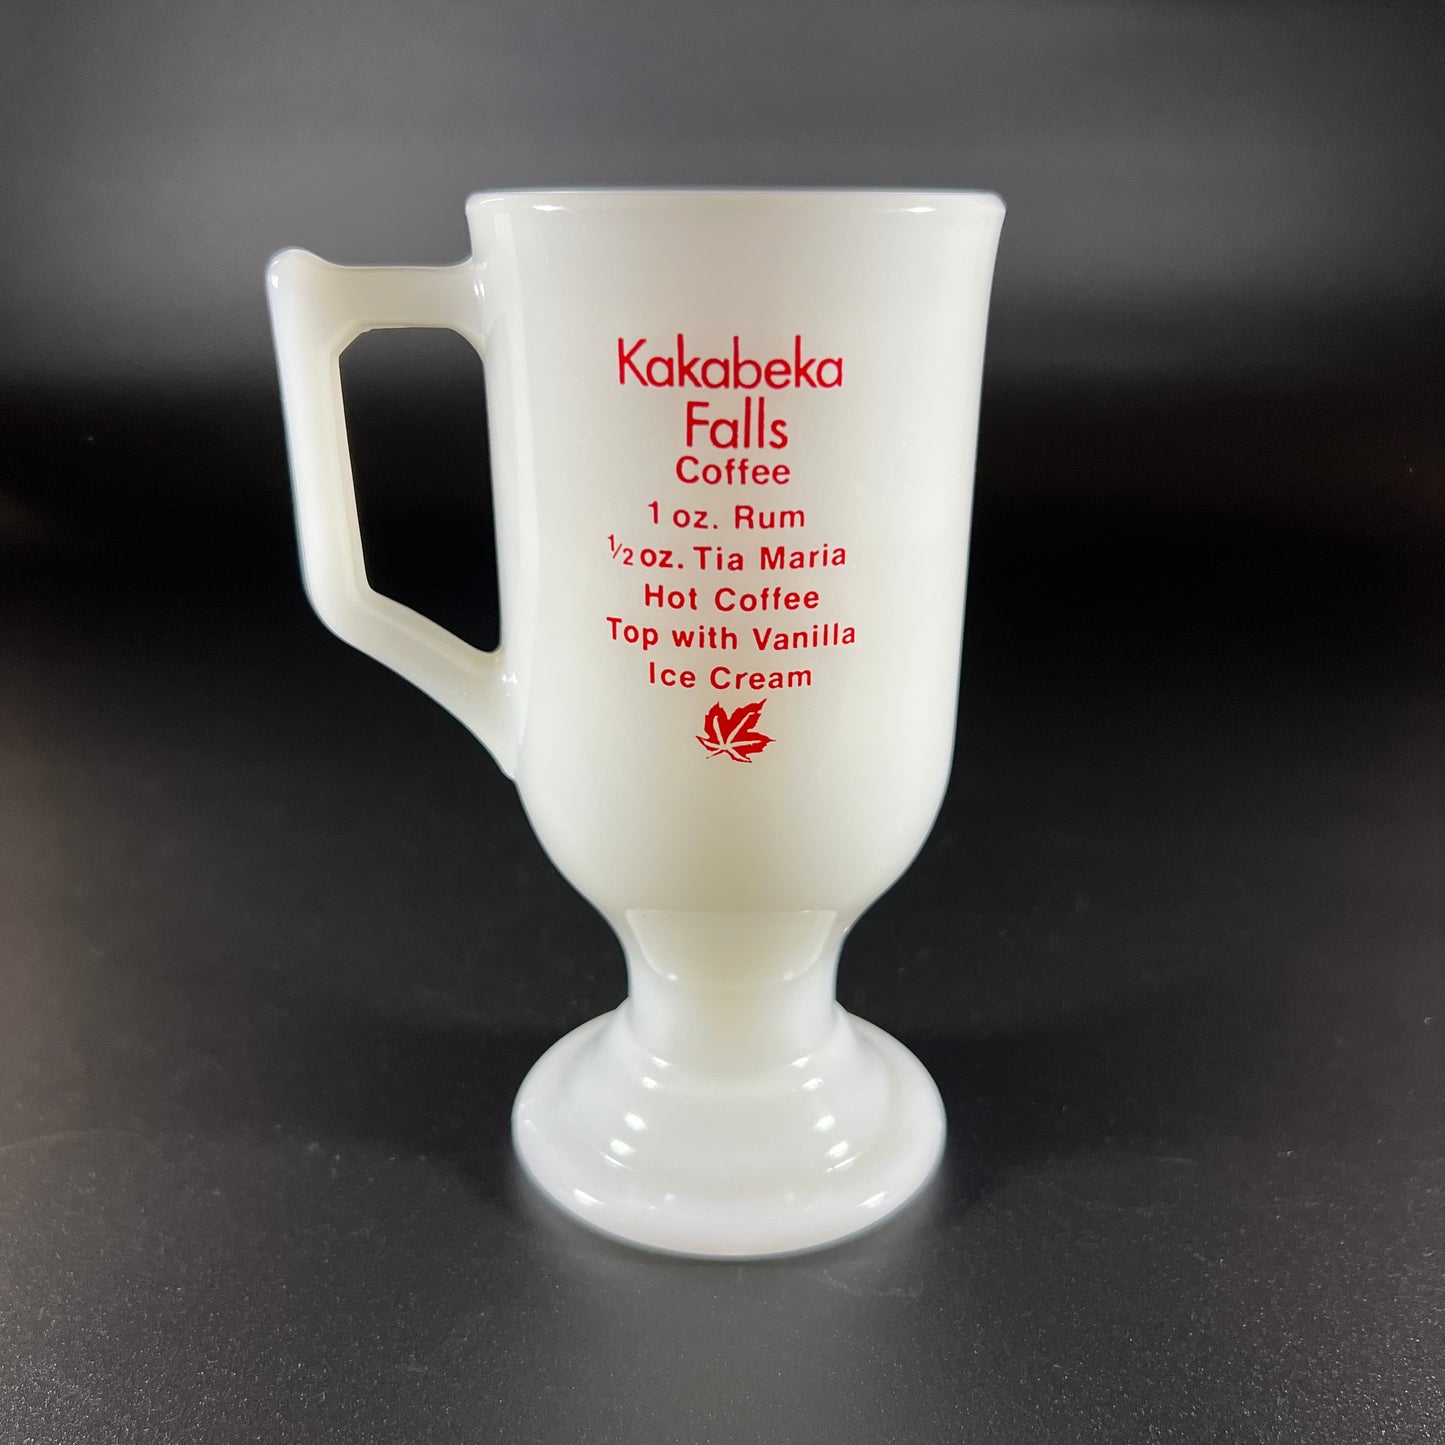 Kakabeka
Falls
Coffee
1 oz. Rum
½ oz. Tia Maria
Hot Coffee
Top with Vanilla
Ice Cream